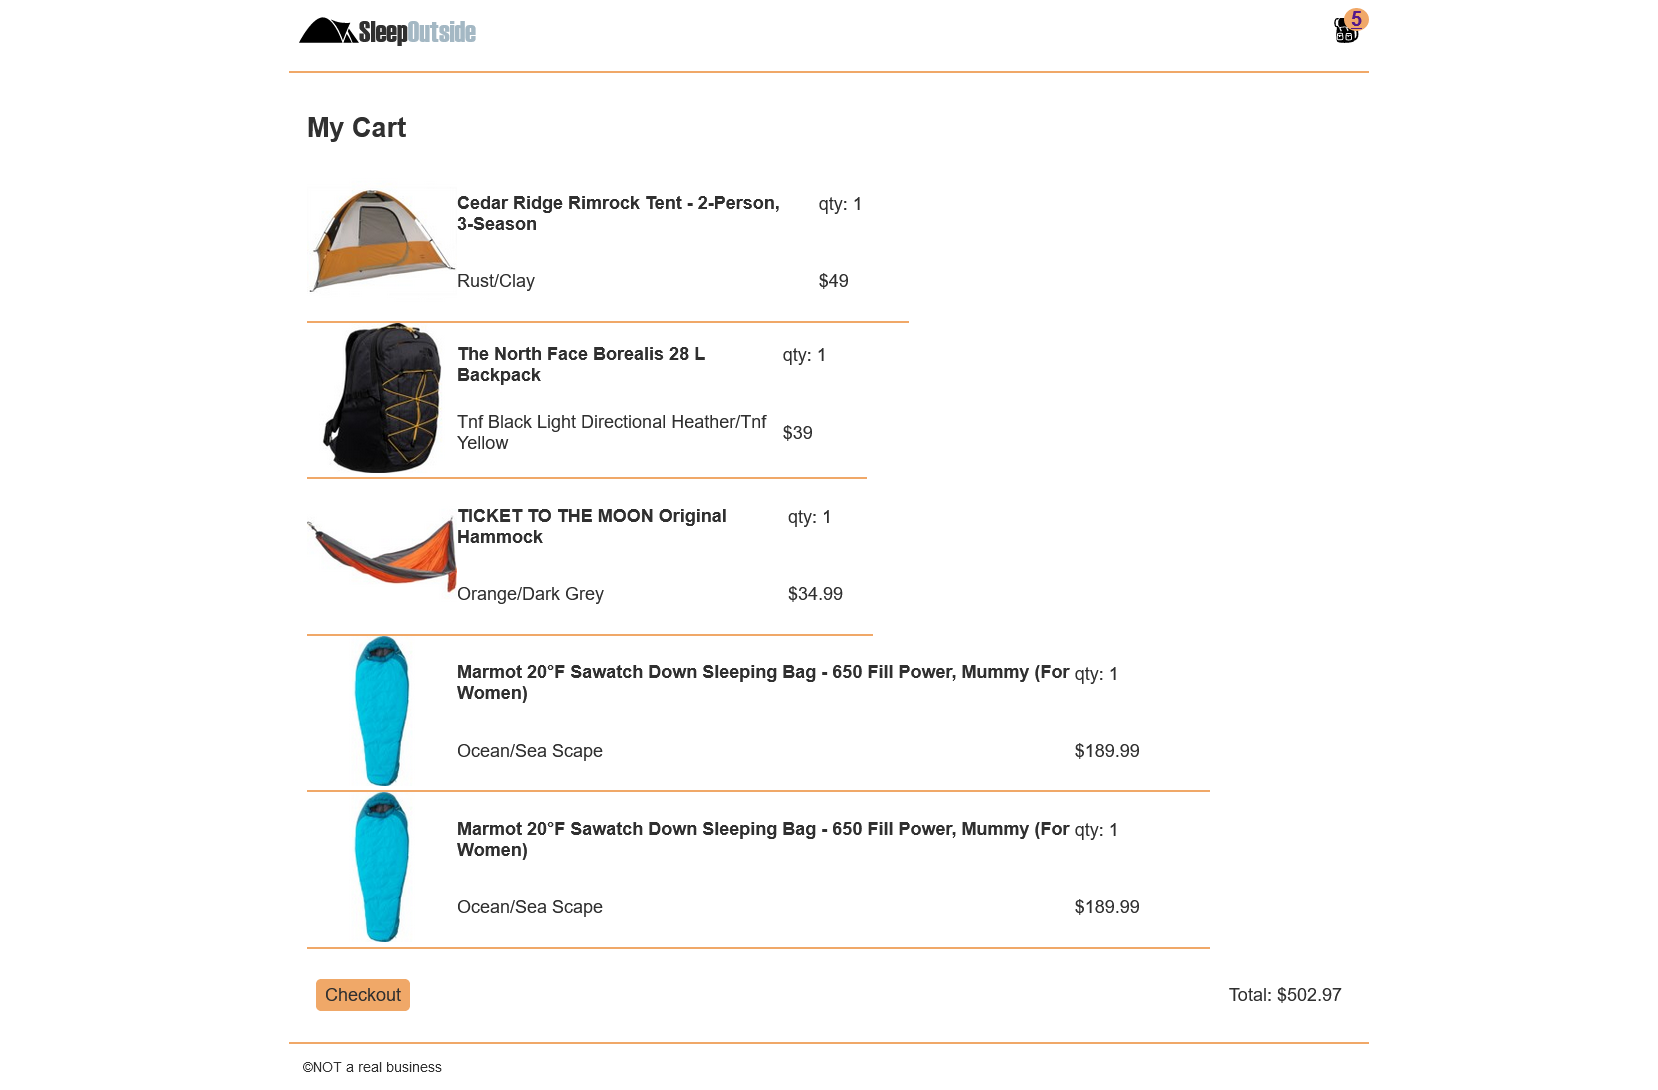 SleepOutside
5
My Cart
Cedar Ridge Rimrock Tent - 2-Person,
3-Season
qty: 1
Rust/Clay
$49
The North Face Borealis 28 L
Backpack
qty: 1
Tnf Black Light Directional Heather/Tnf
Yellow
$39
TICKET TO THE MOON Original
Hammock
qty: 1
Orange/Dark Grey
$34.99
Marmot 20°F Sawatch Down Sleeping Bag - 650 Fill Power, Mummy (For
Women)
qty: 1
Ocean/Sea Scape
$189.99
Marmot 20°F Sawatch Down Sleeping Bag - 650 Fill Power, Mummy (For
Women)
qty: 1
Ocean/Sea Scape
$189.99
Checkout
Total: $502.97
©NOT a real business